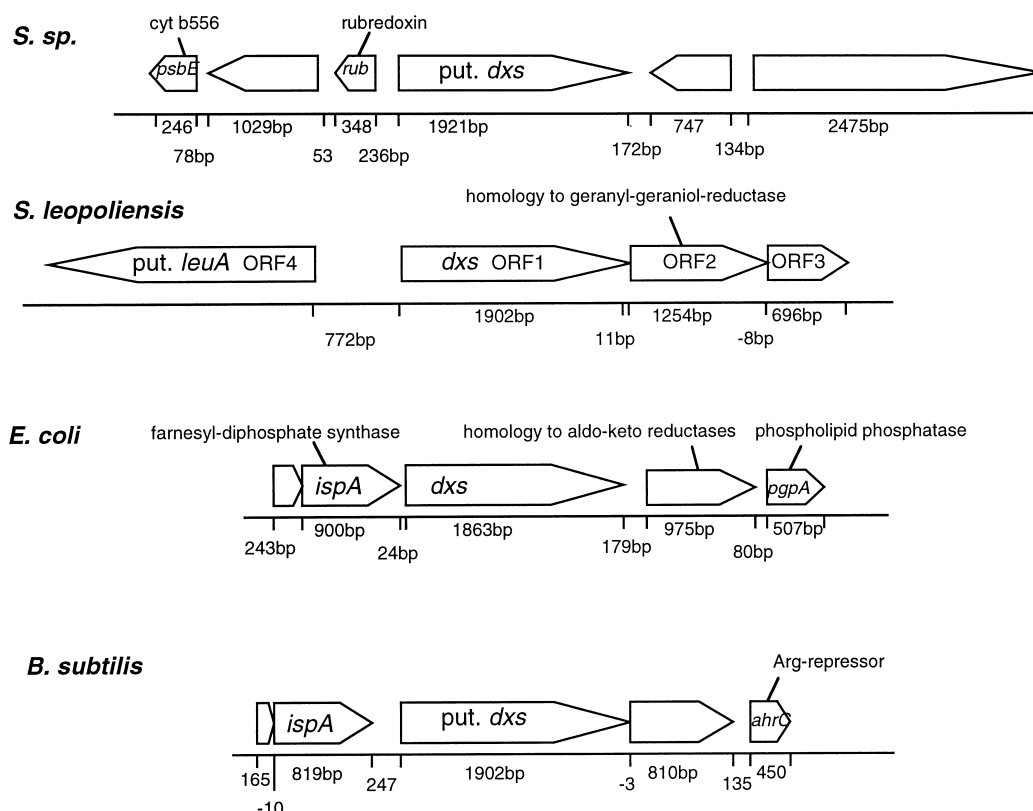 cyt b556
rubredoxin
S. sp.
psbE
rub
put. dxs
246
1029bp
348
1921bp
747
2475bp
78bp
53
236bp
172bp
134bp
homology to geranyl-geraniol-reductase
S. leopoliensis
put. leuA ORF4
dxs ORF1
ORF2
ORF3
1902bp
1254bp
696bp
772bp
11bp
-8bp
E. coli
farnesyl-diphosphate synthase
homology to aldo-keto reductases
phospholipid phosphatase
ispA
dxs
pgpA
900bp
1863bp
975bp
507bp
243bp
24bp
179bp
80bp
B. subtilis
Arg-repressor
ispA
put. dxs
ahrC
165
819bp
247
1902bp
-3
810bp
135
450
-10